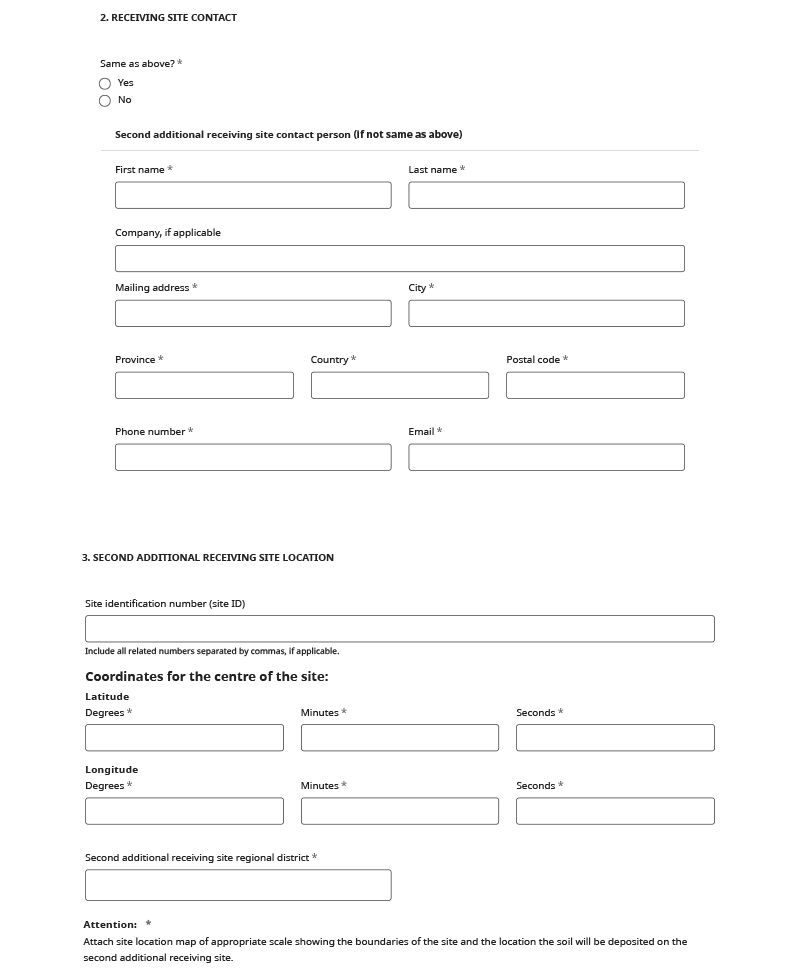 2. RECEIVING SITE CONTACT
Same as above? *
Yes
No
Second additional receiving site contact person (if not same as above)
First name * Last name *
Company, if applicable
Mailing address * City *
Province * Country * Postal code *
Phone number * Email *
3. SECOND ADDITIONAL RECEIVING SITE LOCATION
Site identification number (site ID)
Include all related numbers separated by commas, if applicable.
Coordinates for the centre of the site:
Latitude
Degrees * Minutes * Seconds *
Longitude
Degrees * Minutes * Seconds *
Second additional receiving site regional district *
Attention: *
Attach site location map of appropriate scale showing the boundaries of the site and the location the soil will be deposited on the
second additional receiving site.